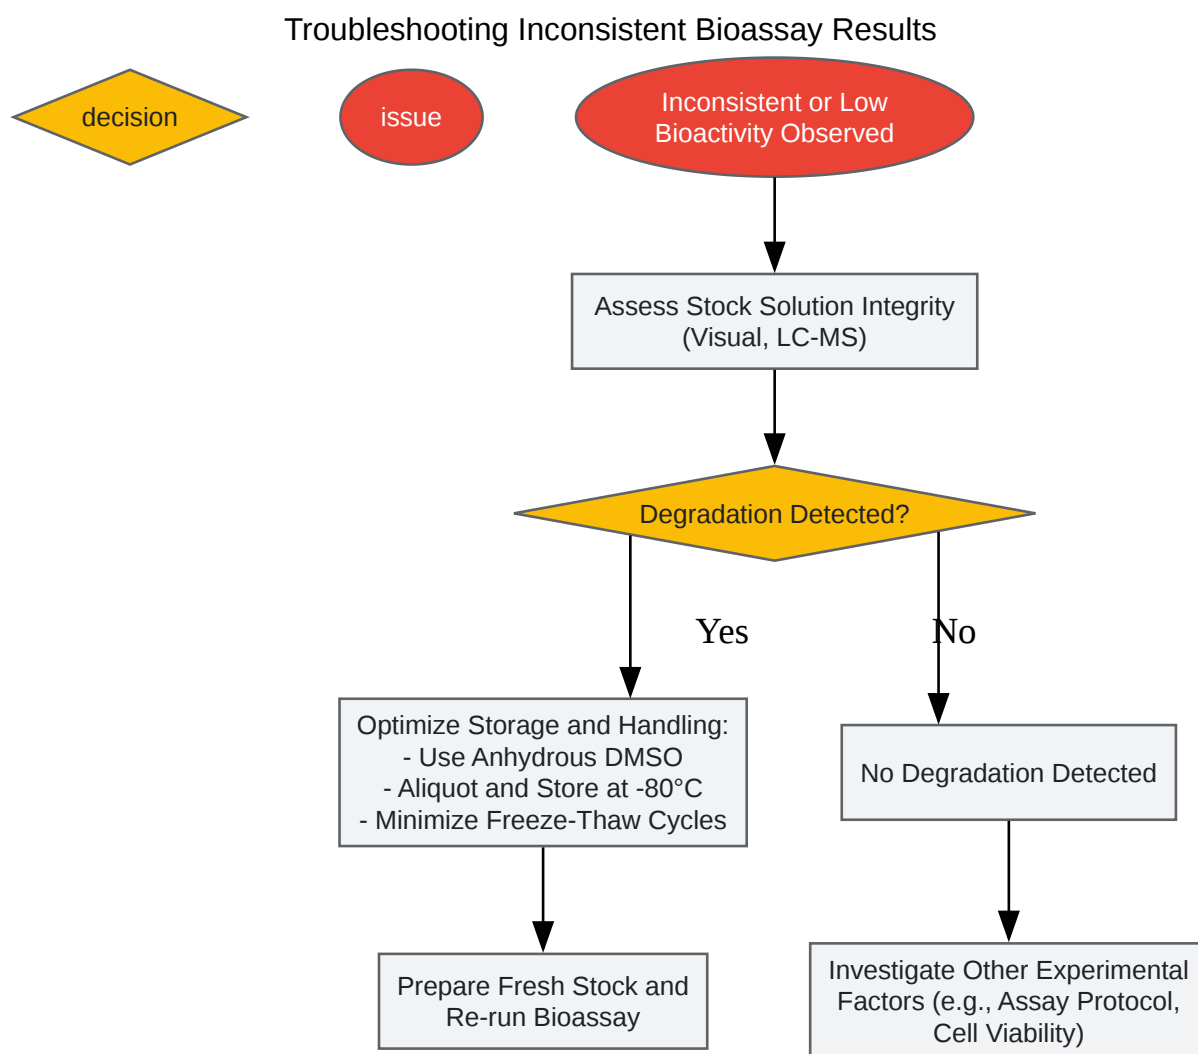 Troubleshooting Inconsistent Bioassay Results
decision
issue
Inconsistent or Low
Bioactivity Observed
Assess Stock Solution Integrity
(Visual, LC-MS)
Degradation Detected?
Yes
No
Optimize Storage and Handling:
- Use Anhydrous DMSO
- Aliquot and Store at -80°C
- Minimize Freeze-Thaw Cycles
No Degradation Detected
Prepare Fresh Stock and
Re-run Bioassay
Investigate Other Experimental
Factors (e.g., Assay Protocol,
Cell Viability)